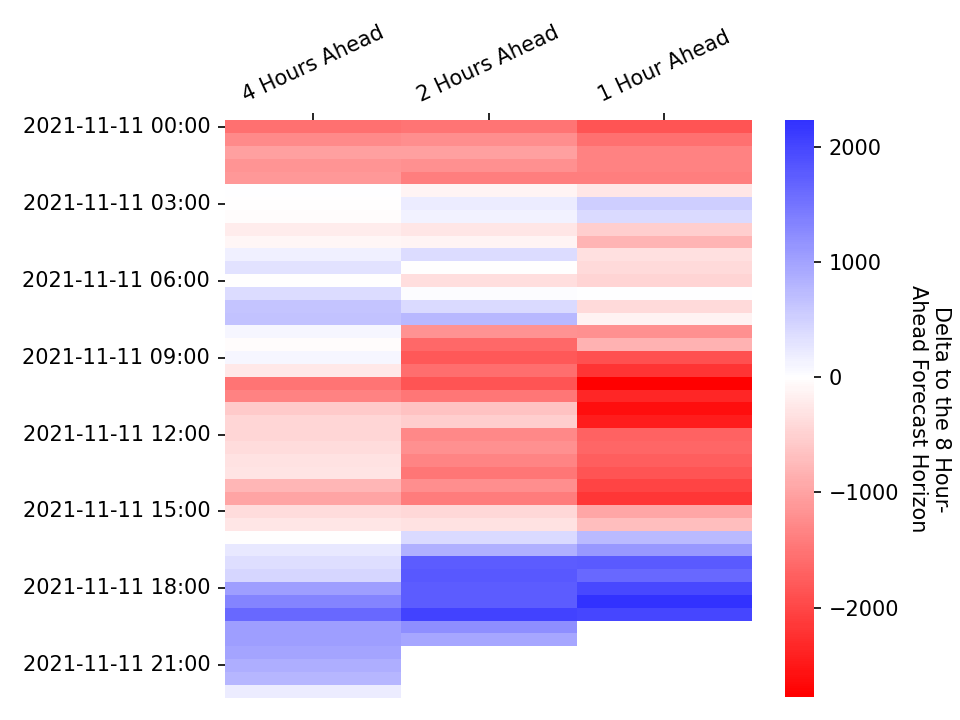 4 Hours Ahead
2 Hours Ahead
1 Hour Ahead
2021-11-11 00:00
2021-11-11 03:00
2021-11-11 06:00
2021-11-11 09:00
2021-11-11 12:00
2021-11-11 15:00
2021-11-11 18:00
2021-11-11 21:00
2000
1000
0
−1000
−2000
Delta to the 8 Hour-
Ahead Forecast Horizon